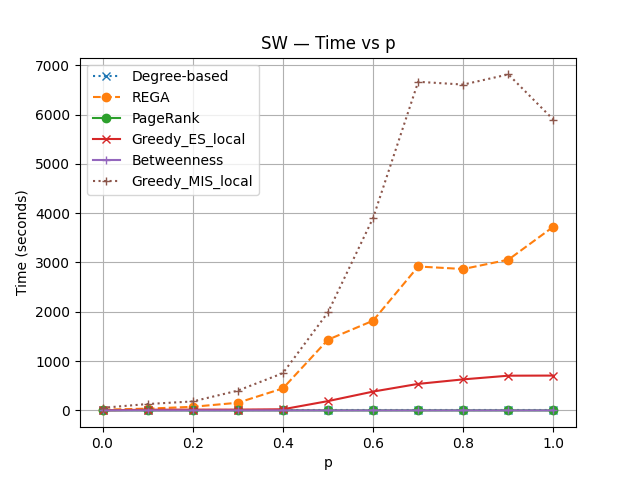 SW — Time vs p
Time (seconds)
7000
6000
5000
4000
3000
2000
1000
0
Degree-based
REGA
PageRank
Greedy_ES_local
Betweenness
Greedy_MIS_local
0.0 0.2 0.4 0.6 0.8 1.0
p